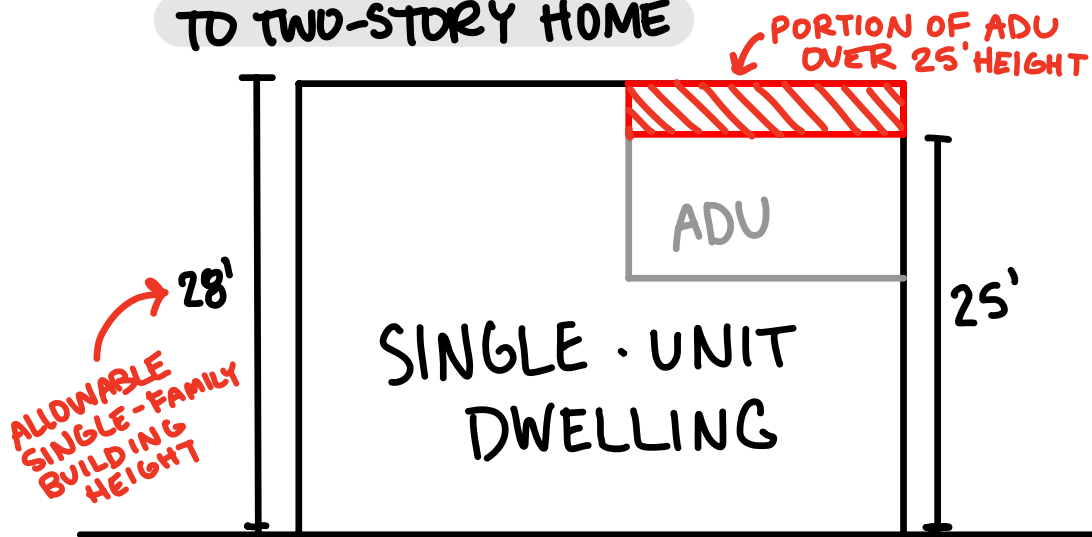 TO TWO-STORY HOME
PORTION OF ADU
OVER 25' HEIGHT
ADU
28'
25'
SINGLE · UNIT
DWELLING
ALLOWABLE
SINGLE-FAMILY
BUILDING
HEIGHT